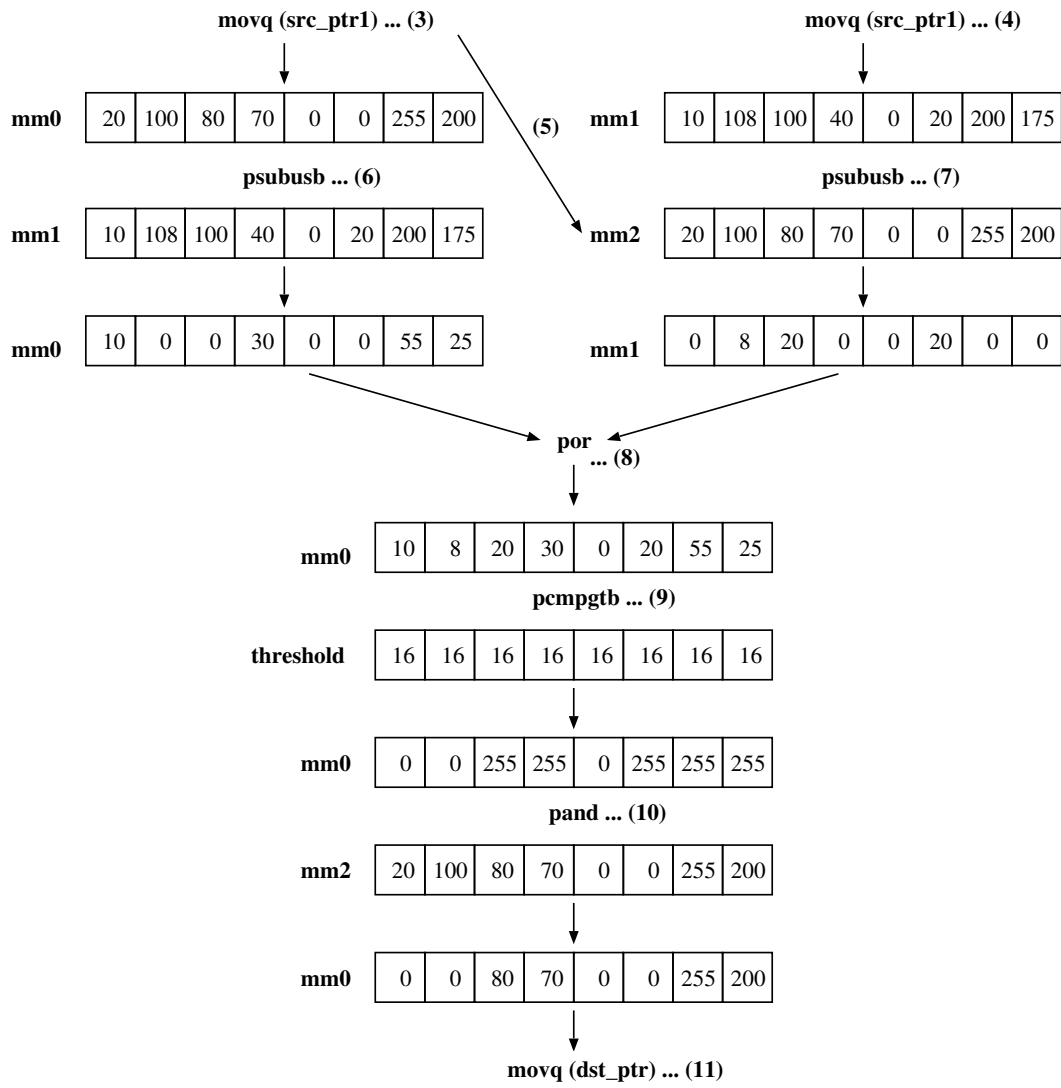 movq (src_ptr1) ... (3) movq (src_ptr1) ... (4)
mm0 20 100 80 70 0 0 255 200 (5) mm1 10 108 100 40 0 20 200 175
psubusb ... (6) psubusb ... (7)
mm1 10 108 100 40 0 20 200 175 mm2 20 100 80 70 0 0 255 200
mm0 10 0 0 30 0 0 55 25 mm1 0 8 20 0 0 20 0 0
por
... (8)
mm0 10 8 20 30 0 20 55 25
pcmpgtb ... (9)
threshold 16 16 16 16 16 16 16 16
mm0 0 0 255 255 0 255 255 255
pand ... (10)
mm2 20 100 80 70 0 0 255 200
mm0 0 0 80 70 0 0 255 200
movq (dst_ptr) ... (11)